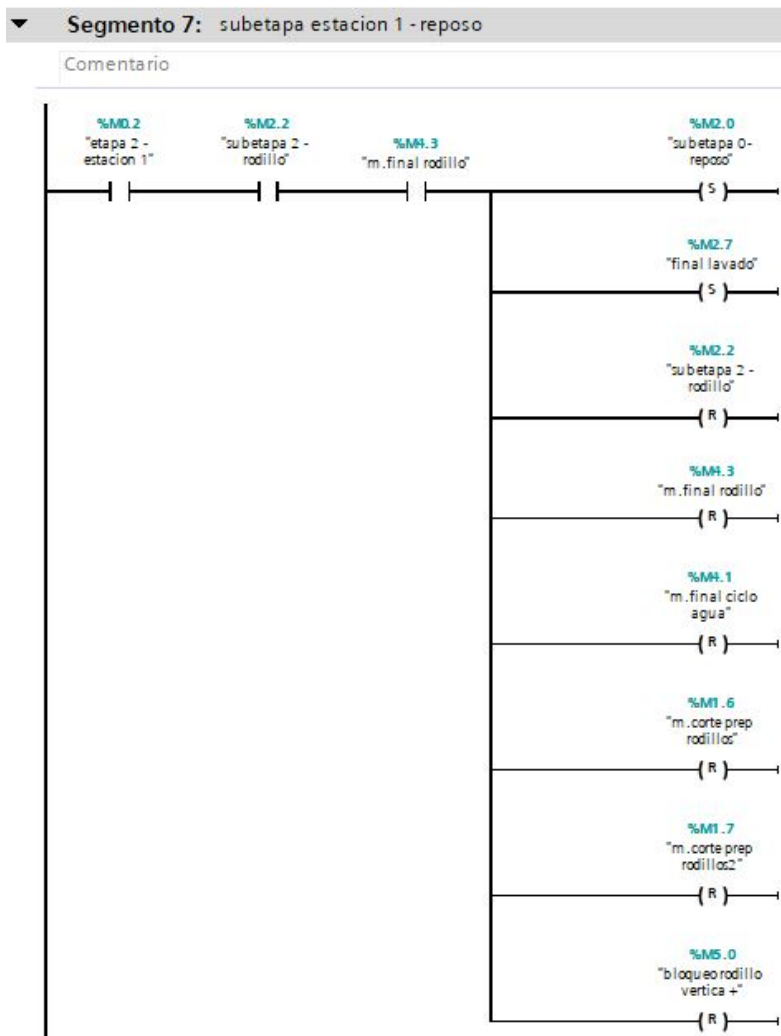 Segmento 7: subetapa estacion 1 - reposo
Comentario
%M0.2
"etapa 2 -
estacion 1"
%M2.2
"subetapa 2 -
rodillo"
%M4.3
"m.final rodillo"
%M2.0
"subetapa 0-
reposo"
S
%M2.7
"final lavado"
S
%M2.2
"subetapa 2 -
rodillo"
R
%M4.3
"m.final rodillo"
R
%M4.1
"m.final ciclo
agua"
R
%M1.6
"m.corte prep
rodillos"
R
%M1.7
"m.corte prep
rodillos2"
R
%M5.0
"bloqueo rodillo
vertica +"
R